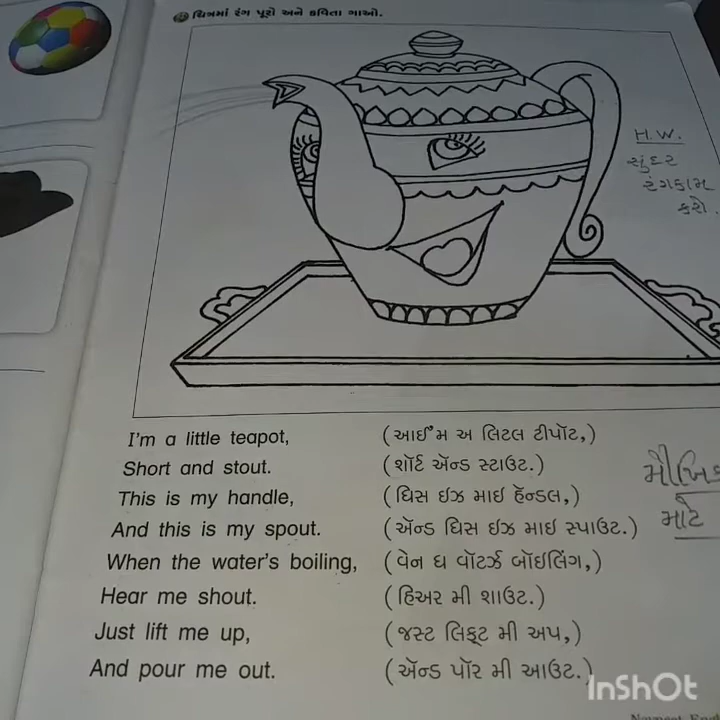 ચિત્રમાં રંગ પૂરો અને કવિતા ગાઓ.
H.W.
સુંદર
રંગકામ
કરો.
I'm a little teapot, (આઈ'મ અ લિટલ ટીપૉટ,)
Short and stout. (શૉર્ટ ઍન્ડ સ્ટાઉટ.)
This is my handle, (ધિસ ઇઝ માઇ હૅન્ડલ,)
And this is my spout. (ઍન્ડ ધિસ ઇઝ માઇ સ્પાઉટ.)
When the water's boiling, (વેન ધ વૉટર્ઝ બૉઇલિંગ,)
Hear me shout. (હિઅર મી શાઉટ.)
Just lift me up, (જસ્ટ લિફ્ટ મી અપ,)
And pour me out. (ઍન્ડ પૉર મી આઉટ.)
મૌખિક
માટે
InShOt